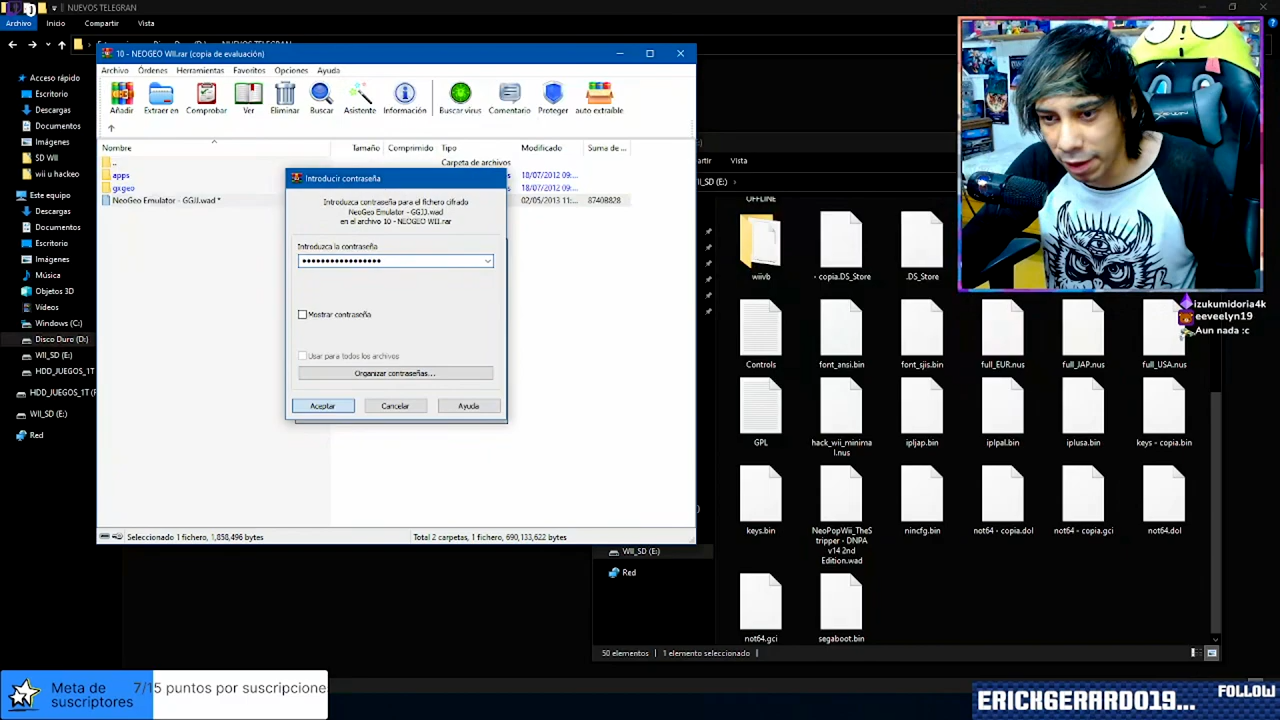 NUEVOS TELEGRAN
Archivo Inicio Compartir Vista
10 - NEOGEO WII.rar (copia de evaluación)
Archivo Órdenes Herramientas Favoritos Opciones Ayuda
Añadir Extraer en Comprobar Ver Eliminar Buscar Asistente Información Buscar virus Comentario Proteger auto extraible
Nombre Tamaño Comprimido Tipo Modificado Suma de ...
.. Carpeta de archivos
apps 18/07/2012 09:...
gxgeo 18/07/2012 09:...
NeoGeo Emulator - GGJJ.wad * 02/05/2013 11:... 8740B828
Seleccionado 1 fichero, 1,858,496 bytes
Total 2 carpetas, 1 fichero, 690,133,622 bytes
Introducir contraseña
Introduzca contraseña para el fichero cifrado
NeoGeo Emulator - GGJJ.wad
en el archivo 10 - NEOGEO WII.rar
Introduzca la contraseña
Mostrar contraseña
Usar para todos los archivos
Organizar contraseñas...
Aceptar Cancelar Ayuda
Acceso rápido
Escritorio
Descargas
Documentos
Imágenes
SD WII
wii u hackeo
Este equipo
Descargas
Documentos
Escritorio
Imágenes
Música
Objetos 3D
Vídeos
Windows (C:)
Disco Duro (D:)
WII_SD (E:)
HDD_JUEGOS_1T (F
WII_SD (E:)
Red
Vista
OFFLINE
wiivb
- copia.DS_Store
.DS_Store
Controls
font_ansi.bin
font_sjis.bin
full_EUR.nus
full_JAP.nus
full_USA.nus
GPL
hack_wii_minima
l.nus
ipljap.bin
iplpal.bin
iplusa.bin
keys - copia.bin
keys.bin
NeoPopWii_TheS
tripper - DNPA
v14 2nd
Edition.wad
nincfg.bin
not64 - copia.dol
not64 - copia.gci
not64.dol
not64.gci
segaboot.bin
WII_SD (E:)
Red
50 elementos 1 elemento seleccionado
izukumidoria4k
eeveelyn19
Aun nada :c
Meta de
suscriptores
7/15 puntos por suscripcione
ERICKGERARDO19...
FOLLOW